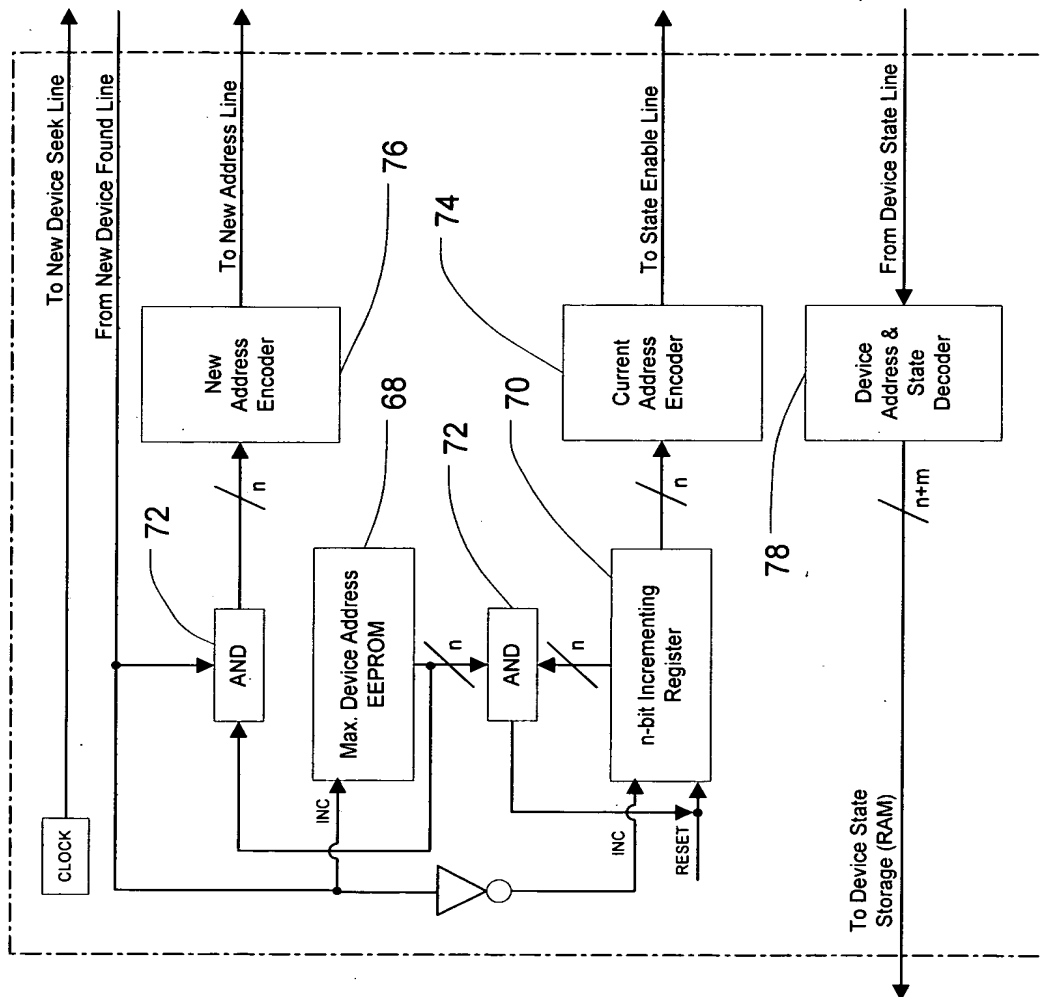 To New Device Seek Line
From New Device Found Line
To New Address Line
To State Enable Line
From Device State Line
76
74
New
Address
Encoder
Current
Address
Encoder
Device
Address &
State
Decoder
68
70
72
n
n
78
n+m
72
AND
Max. Device Address
EEPROM
n
AND
n
n-bit Incrementing
Register
CLOCK
INC
INC
RESET
To Device State
Storage (RAM)